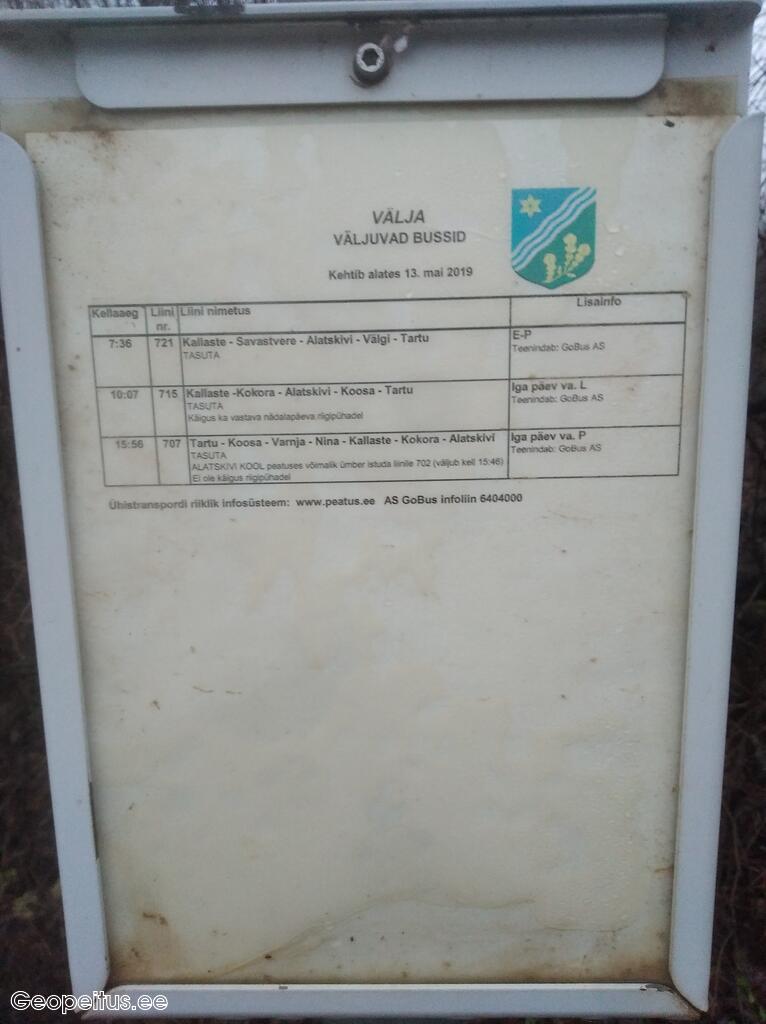 VÄLJA
VÄLJUVAD BUSSID
Kehtib alates 13. mai 2019
Kellaaeg Liini nr. Liini nimetus Lisainfo
7:36 721 Kallaste - Savastvere - Alatskivi - Välgi - Tartu E-P
TASUTA Teenindab: GoBus AS
10:07 715 Kallaste -Kokora - Alatskivi - Koosa - Tartu Iga päev va. L
TASUTA Teenindab: GoBus AS
Käigus ka vastava nädalapäeva riigipühadel
15:56 707 Tartu - Koosa - Varnja - Nina - Kallaste - Kokora - Alatskivi Iga päev va. P
TASUTA Teenindab: GoBus AS
ALATSKIVI KOOL peatuses võimalik ümber istuda liinile 702 (väljub kell 15:46)
Ei ole käigus riigipühadel
Ühistranspordi riiklik infosüsteem: www.peatus.ee AS GoBus infoliin 6404000
Geopeitus.ee